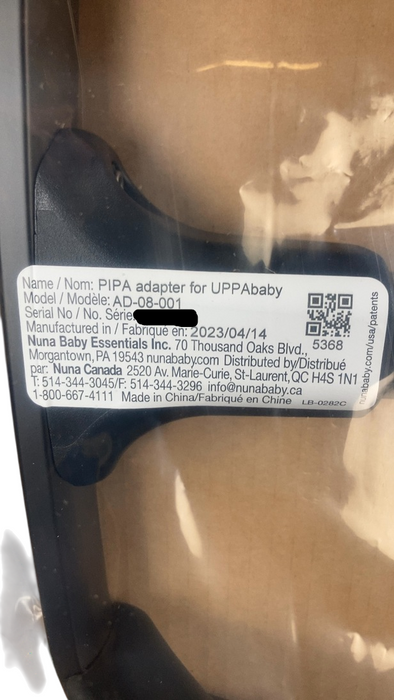 Name / Nom: PIPA adapter for UPPAbaby
Model / Modèle: AD-08-001
Serial No / No. Série:
Manufactured in / Fabriqué en: 2023/04/14
Nuna Baby Essentials Inc. 70 Thousand Oaks Blvd.,
Morgantown, PA 19543 nunababy.com Distributed by/Distribué
par: Nuna Canada 2520 Av. Marie-Curie, St-Laurent, QC H4S 1N1
T: 514-344-3045/F: 514-344-3296 info@nunababy.ca
1-800-667-4111 Made in China/Fabriqué en Chine LB-0282C
5368
nunababy.com/usa/patents